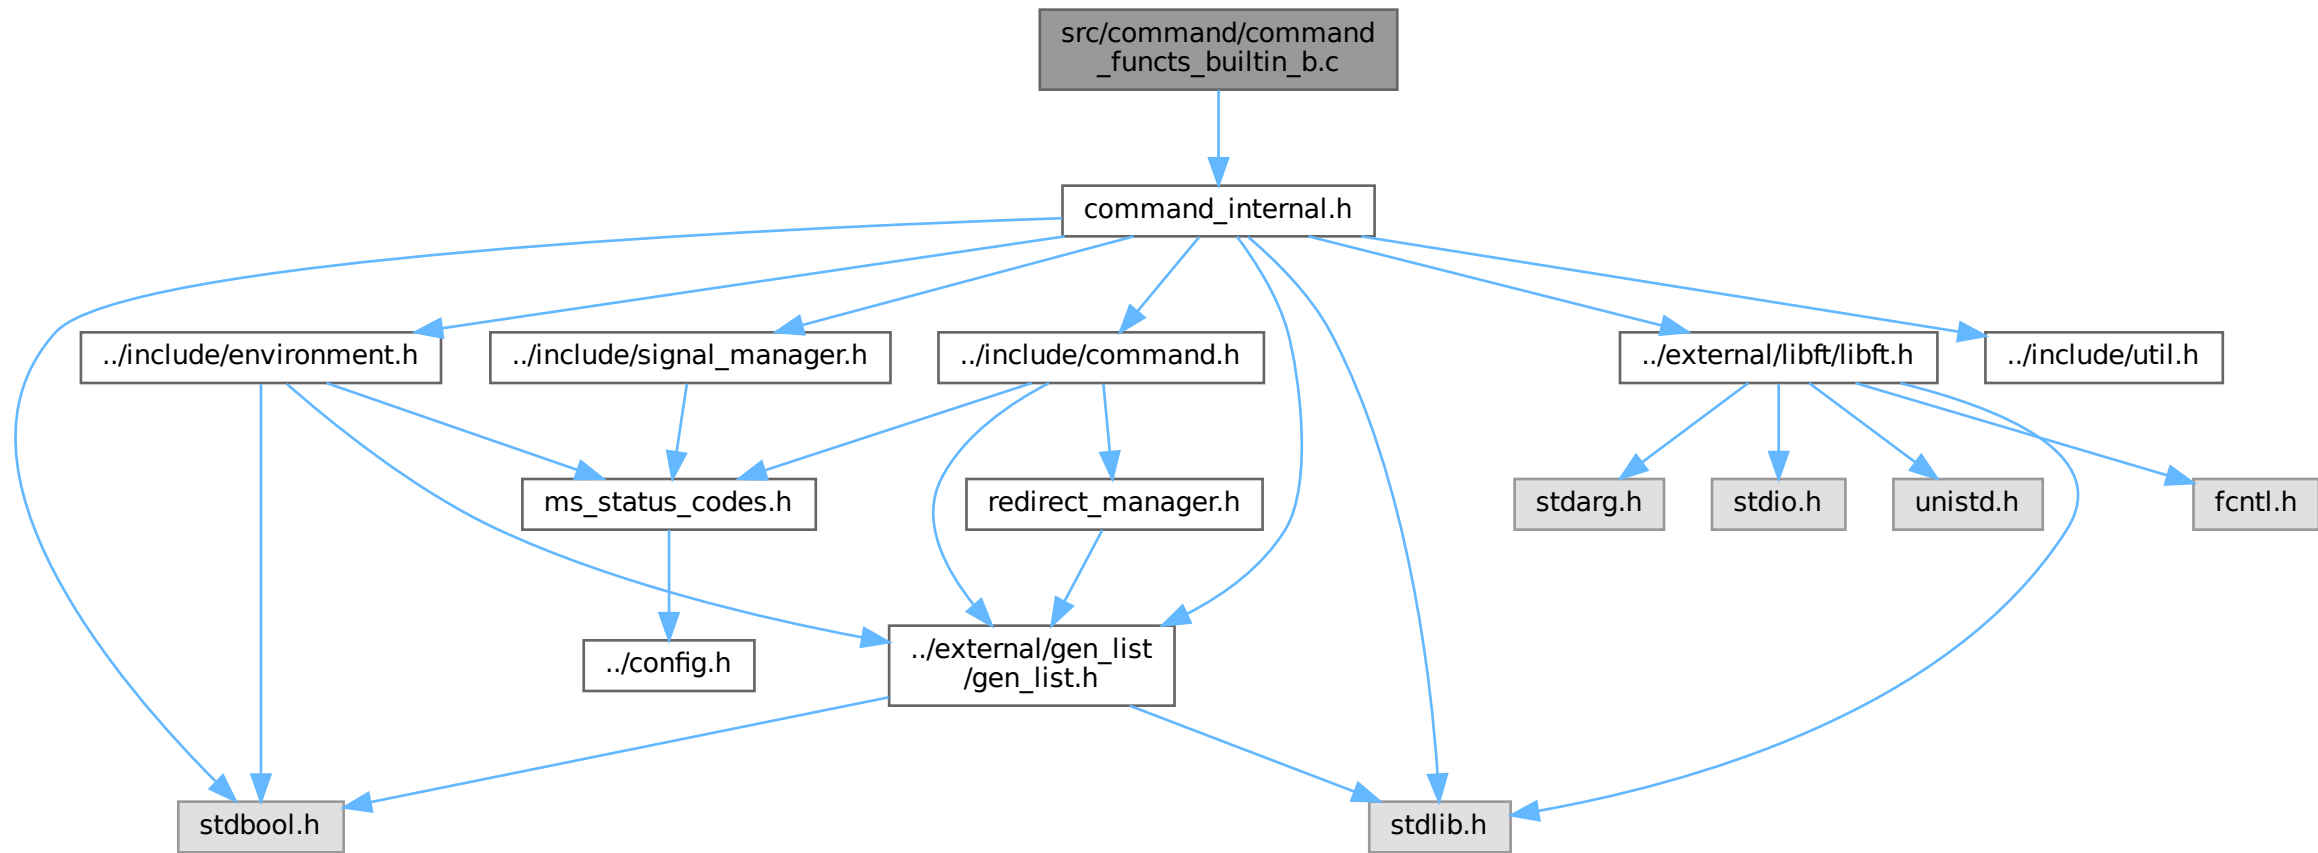 src/command/command
_functs_builtin_b.c
command_internal.h
../include/environment.h
../include/signal_manager.h
../include/command.h
../external/libft/libft.h
../include/util.h
ms_status_codes.h
redirect_manager.h
stdarg.h
stdio.h
unistd.h
fcntl.h
../config.h
../external/gen_list
/gen_list.h
stdbool.h
stdlib.h